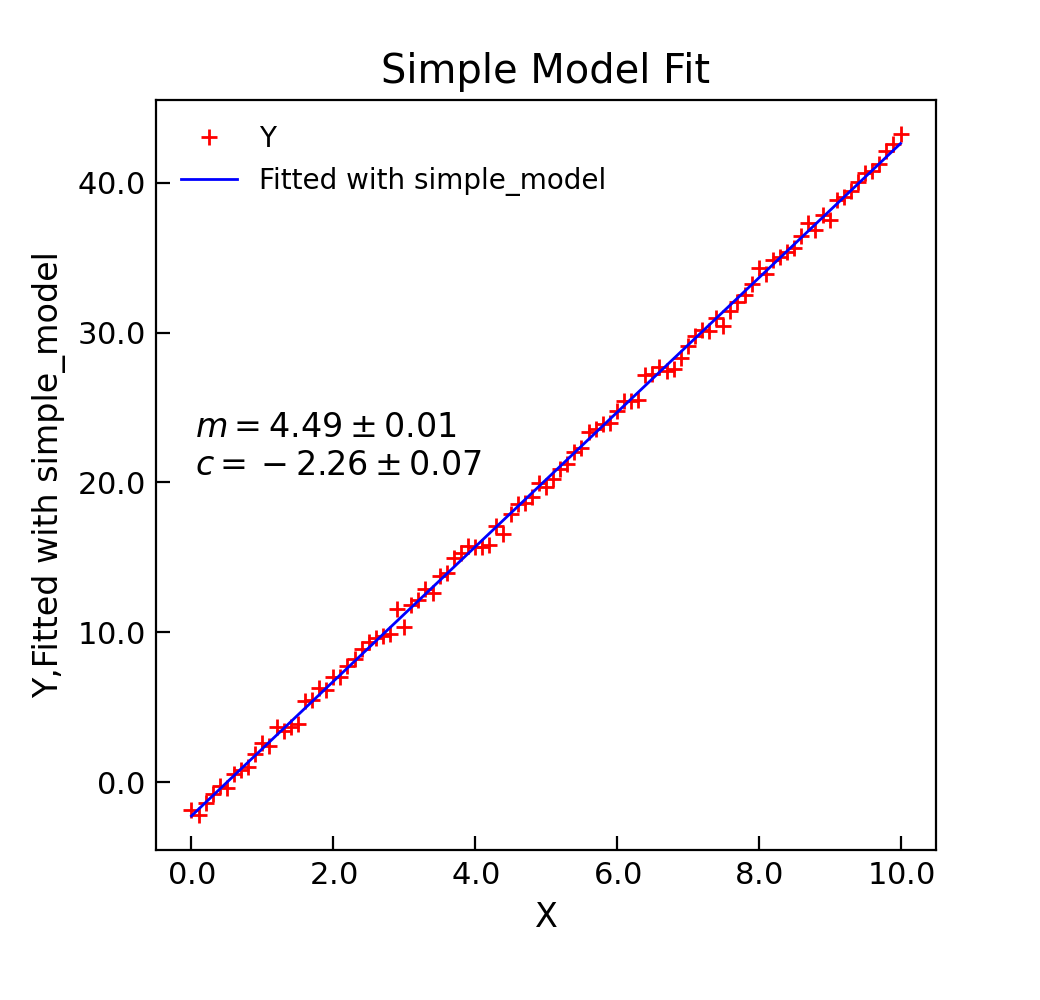 Simple Model Fit
Y
Fitted with simple_model
40.0
30.0
20.0
10.0
0.0
Y,Fitted with simple_model
m = 4.49 ± 0.01
c = −2.26 ± 0.07
0.0 2.0 4.0 6.0 8.0 10.0
X